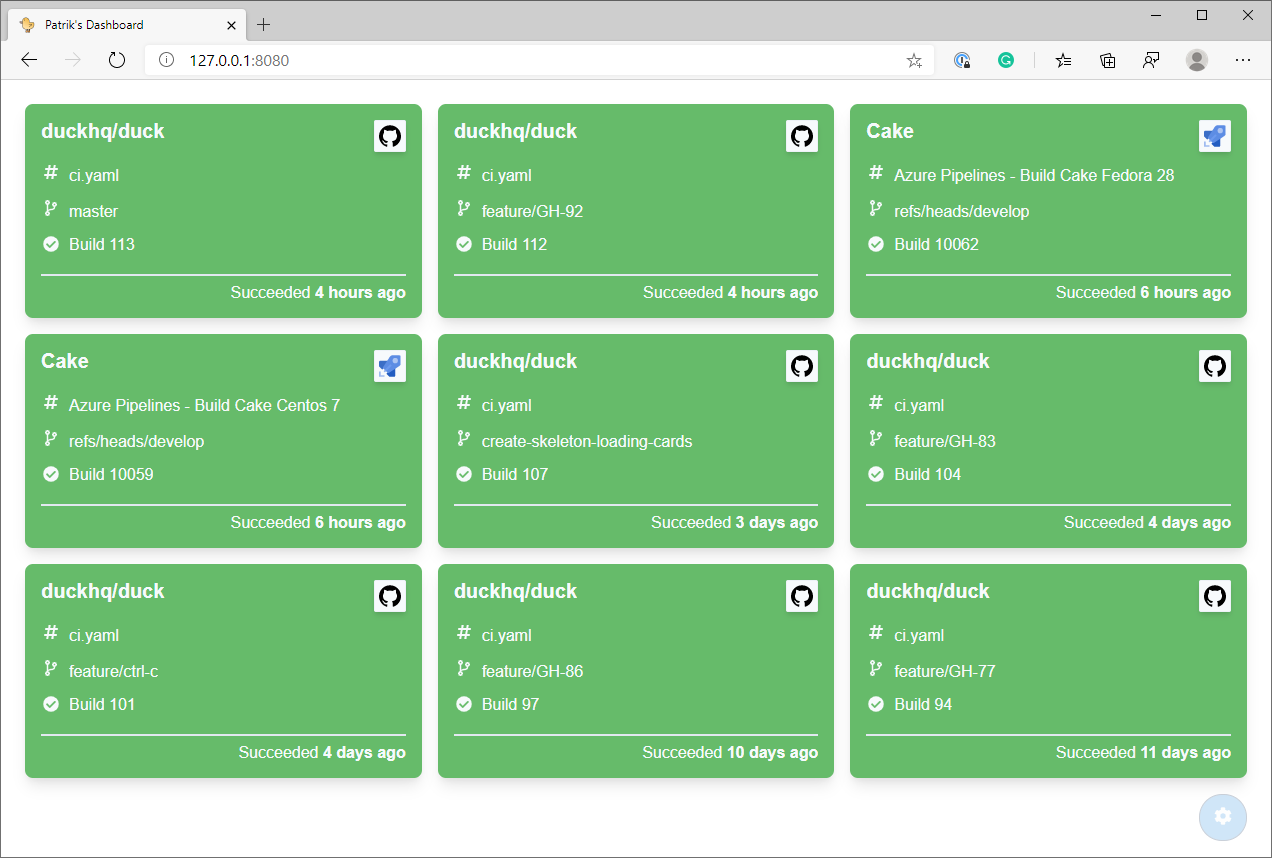 Patrik's Dashboard
127.0.0.1:8080
duckhq/duck
# ci.yaml
master
Build 113
Succeeded 4 hours ago
duckhq/duck
# ci.yaml
feature/GH-92
Build 112
Succeeded 4 hours ago
Cake
# Azure Pipelines - Build Cake Fedora 28
refs/heads/develop
Build 10062
Succeeded 6 hours ago
Cake
# Azure Pipelines - Build Cake Centos 7
refs/heads/develop
Build 10059
Succeeded 6 hours ago
duckhq/duck
# ci.yaml
create-skeleton-loading-cards
Build 107
Succeeded 3 days ago
duckhq/duck
# ci.yaml
feature/GH-83
Build 104
Succeeded 4 days ago
duckhq/duck
# ci.yaml
feature/ctrl-c
Build 101
Succeeded 4 days ago
duckhq/duck
# ci.yaml
feature/GH-86
Build 97
Succeeded 10 days ago
duckhq/duck
# ci.yaml
feature/GH-77
Build 94
Succeeded 11 days ago